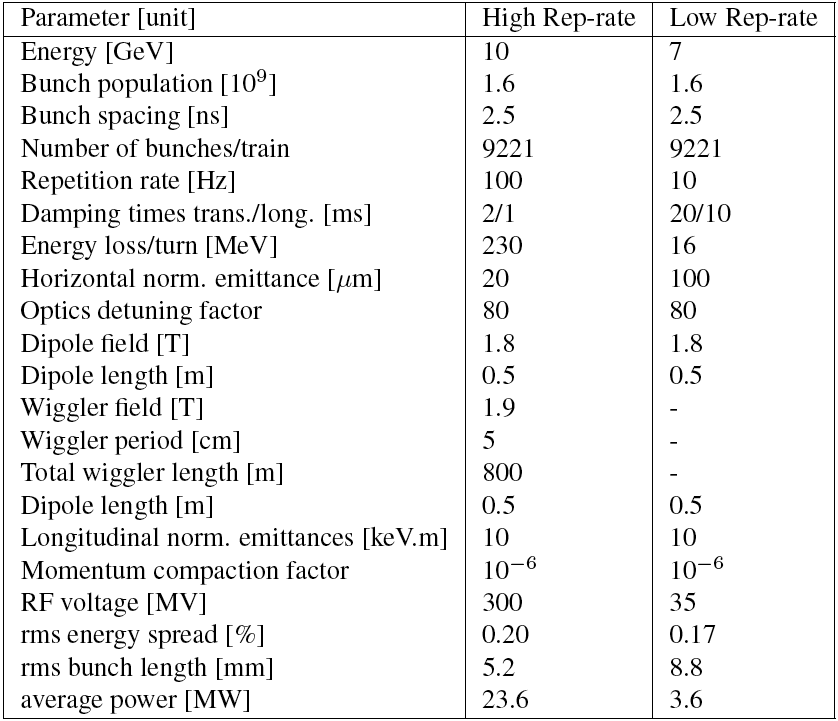 Parameter [unit] High Rep-rate Low Rep-rate
Energy [GeV] 10 7
Bunch population [10⁹] 1.6 1.6
Bunch spacing [ns] 2.5 2.5
Number of bunches/train 9221 9221
Repetition rate [Hz] 100 10
Damping times trans./long. [ms] 2/1 20/10
Energy loss/turn [MeV] 230 16
Horizontal norm. emittance [μm] 20 100
Optics detuning factor 80 80
Dipole field [T] 1.8 1.8
Dipole length [m] 0.5 0.5
Wiggler field [T] 1.9 -
Wiggler period [cm] 5 -
Total wiggler length [m] 800 -
Dipole length [m] 0.5 0.5
Longitudinal norm. emittances [keV.m] 10 10
Momentum compaction factor 10⁻⁶ 10⁻⁶
RF voltage [MV] 300 35
rms energy spread [%] 0.20 0.17
rms bunch length [mm] 5.2 8.8
average power [MW] 23.6 3.6